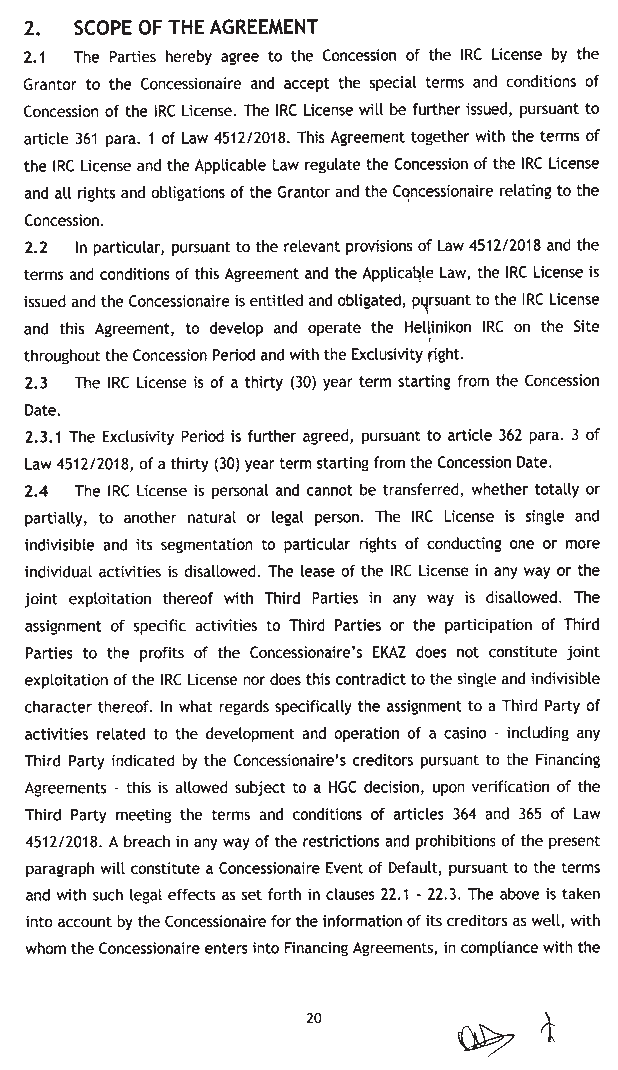 2. SCOPE OF THE AGREEMENT
2.1 The Parties hereby agree to the Concession of the IRC License by the
Grantor to the Concessionaire and accept the special terms and conditions of
Concession of the IRC License. The IRC License will be further issued, pursuant to
article 361 para. 1 of Law 4512/2018. This Agreement together with the terms of
the IRC License and the Applicable Law regulate the Concession of the IRC License
and all rights and obligations of the Grantor and the Concessionaire relating to the
Concession.
2.2 In particular, pursuant to the relevant provisions of Law 4512/2018 and the
terms and conditions of this Agreement and the Applicable Law, the IRC License is
issued and the Concessionaire is entitled and obligated, pursuant to the IRC License
and this Agreement, to develop and operate the Hellinikon IRC on the Site
throughout the Concession Period and with the Exclusivity right.
2.3 The IRC License is of a thirty (30) year term starting from the Concession
Date.
2.3.1 The Exclusivity Period is further agreed, pursuant to article 362 para. 3 of
Law 4512/2018, of a thirty (30) year term starting from the Concession Date.
2.4 The IRC License is personal and cannot be transferred, whether totally or
partially, to another natural or legal person. The IRC License is single and
indivisible and its segmentation to particular rights of conducting one or more
individual activities is disallowed. The lease of the IRC License in any way or the
joint exploitation thereof with Third Parties in any way is disallowed. The
assignment of specific activities to Third Parties or the participation of Third
Parties to the profits of the Concessionaire's EKAZ does not constitute joint
exploitation of the IRC License nor does this contradict to the single and indivisible
character thereof. In what regards specifically the assignment to a Third Party of
activities related to the development and operation of a casino - including any
Third Party indicated by the Concessionaire's creditors pursuant to the Financing
Agreements - this is allowed subject to a HGC decision, upon verification of the
Third Party meeting the terms and conditions of articles 364 and 365 of Law
4512/2018. A breach in any way of the restrictions and prohibitions of the present
paragraph will constitute a Concessionaire Event of Default, pursuant to the terms
and with such legal effects as set forth in clauses 22.1 - 22.3. The above is taken
into account by the Concessionaire for the information of its creditors as well, with
whom the Concessionaire enters into Financing Agreements, in compliance with the
20